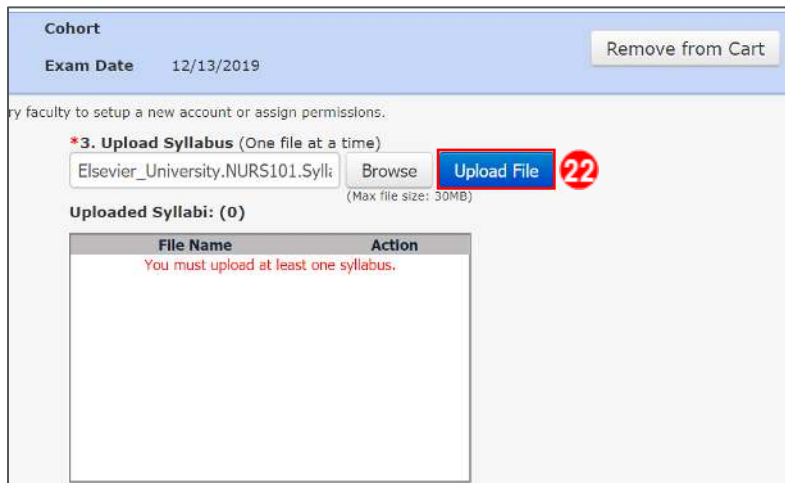 Cohort
Remove from Cart
Exam Date 12/13/2019
ry faculty to setup a new account or assign permissions.
*3. Upload Syllabus (One file at a time)
Elsevier_University.NURS101.Sylla Browse Upload File 22
(Max file size: 30MB)
Uploaded Syllabi: (0)
File Name Action
You must upload at least one syllabus.